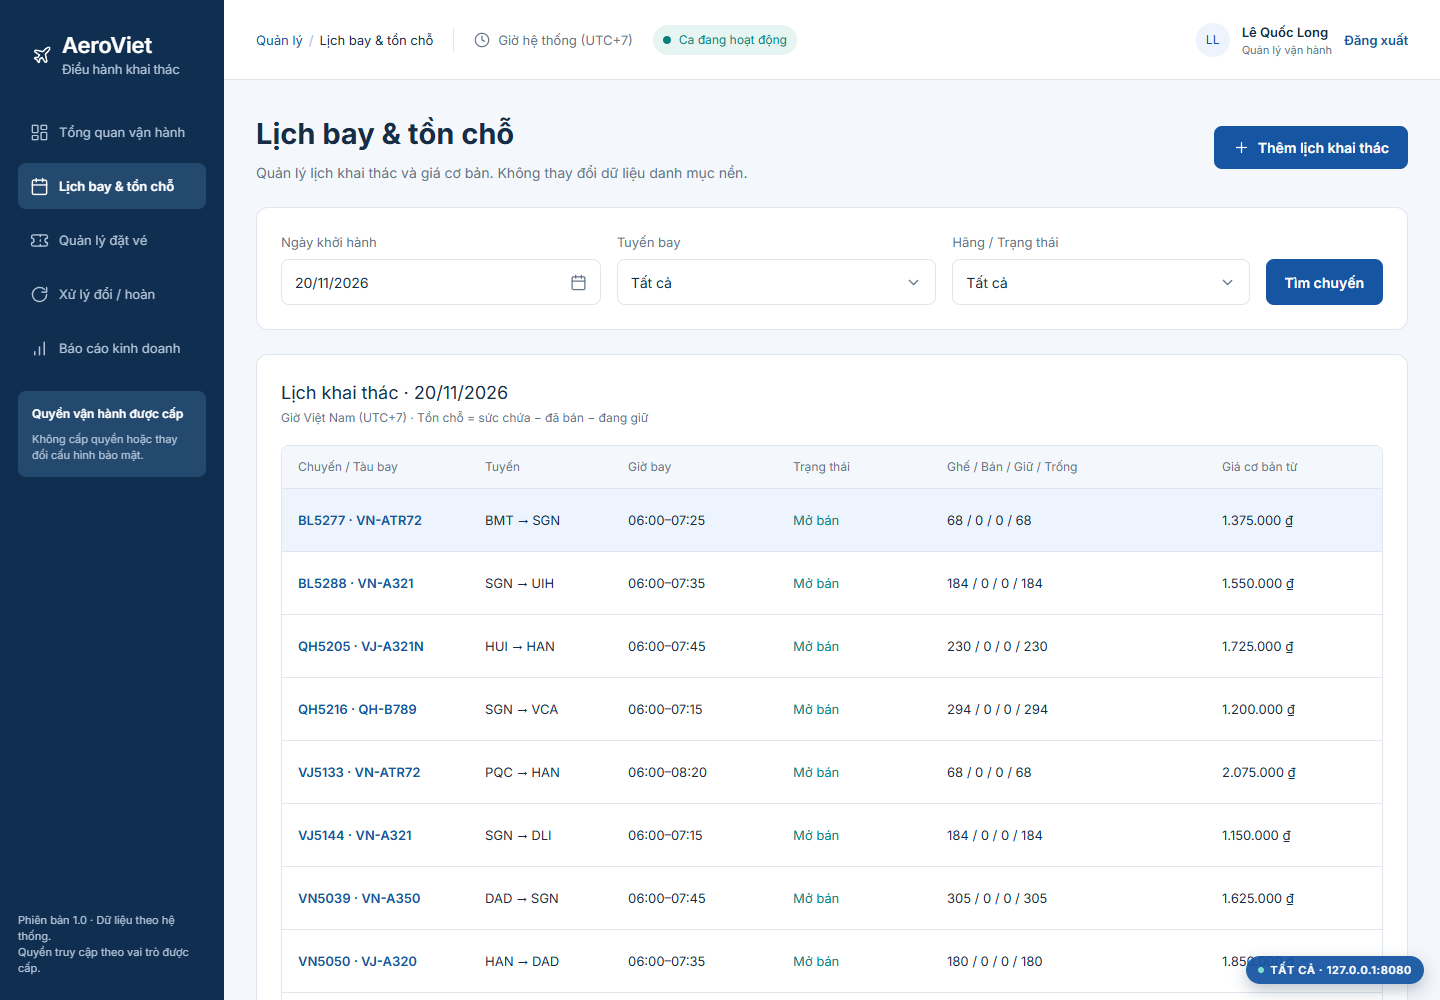 AeroViet
Điều hành khai thác
Tổng quan vận hành
Lịch bay & tồn chỗ
Quản lý đặt vé
Xử lý đổi / hoàn
Báo cáo kinh doanh
Quyền vận hành được cấp
Không cấp quyền hoặc thay
đổi cấu hình bảo mật.
Phiên bản 1.0 · Dữ liệu theo hệ
thống.
Quyền truy cập theo vai trò được
cấp.
Quản lý / Lịch bay & tồn chỗ
Giờ hệ thống (UTC+7)
Ca đang hoạt động
LL
Lê Quốc Long
Quản lý vận hành
Đăng xuất
Lịch bay & tồn chỗ
Quản lý lịch khai thác và giá cơ bản. Không thay đổi dữ liệu danh mục nền.
Thêm lịch khai thác
Ngày khởi hành
Tuyến bay
Hãng / Trạng thái
20/11/2026
Tất cả
Tất cả
Tìm chuyến
Lịch khai thác · 20/11/2026
Giờ Việt Nam (UTC+7) · Tồn chỗ = sức chứa − đã bán − đang giữ
Chuyến / Tàu bay Tuyến Giờ bay Trạng thái Ghế / Bán / Giữ / Trống Giá cơ bản từ
BL5277 · VN-ATR72 BMT → SGN 06:00–07:25 Mở bán 68 / 0 / 0 / 68 1.375.000 ₫
BL5288 · VN-A321 SGN → UIH 06:00–07:35 Mở bán 184 / 0 / 0 / 184 1.550.000 ₫
QH5205 · VJ-A321N HUI → HAN 06:00–07:45 Mở bán 230 / 0 / 0 / 230 1.725.000 ₫
QH5216 · QH-B789 SGN → VCA 06:00–07:15 Mở bán 294 / 0 / 0 / 294 1.200.000 ₫
VJ5133 · VN-ATR72 PQC → HAN 06:00–08:20 Mở bán 68 / 0 / 0 / 68 2.075.000 ₫
VJ5144 · VN-A321 SGN → DLI 06:00–07:15 Mở bán 184 / 0 / 0 / 184 1.150.000 ₫
VN5039 · VN-A350 DAD → SGN 06:00–07:45 Mở bán 305 / 0 / 0 / 305 1.625.000 ₫
VN5050 · VJ-A320 HAN → DAD 06:00–07:35 Mở bán 180 / 0 / 0 / 180
TẤT CẢ · 127.0.0.1:8080